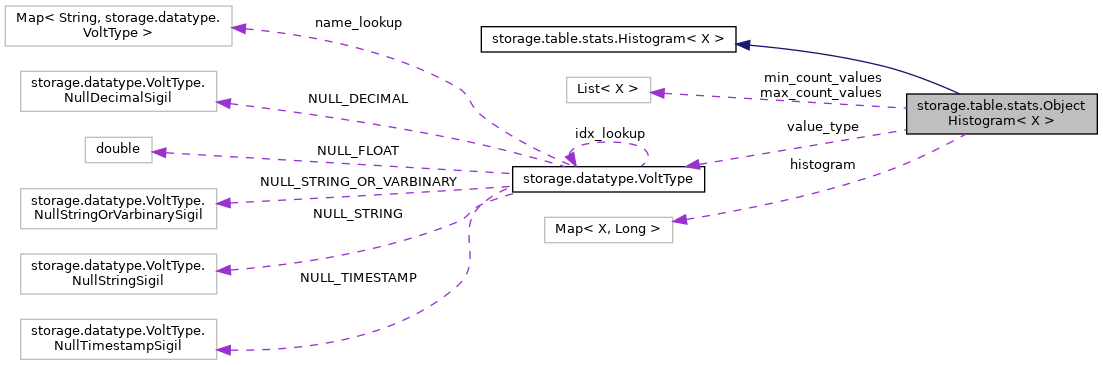 Map< String, storage.datatype.
VoltType >
name_lookup
storage.table.stats.Histogram< X >
storage.datatype.VoltType.
NullDecimalSigil
NULL_DECIMAL
List< X >
min_count_values
max_count_values
storage.table.stats.Object
Histogram< X >
double
NULL_FLOAT
idx_lookup
value_type
histogram
storage.datatype.VoltType
storage.datatype.VoltType.
NullStringOrVarbinarySigil
NULL_STRING_OR_VARBINARY
NULL_STRING
Map< X, Long >
storage.datatype.VoltType.
NullStringSigil
NULL_TIMESTAMP
storage.datatype.VoltType.
NullTimestampSigil